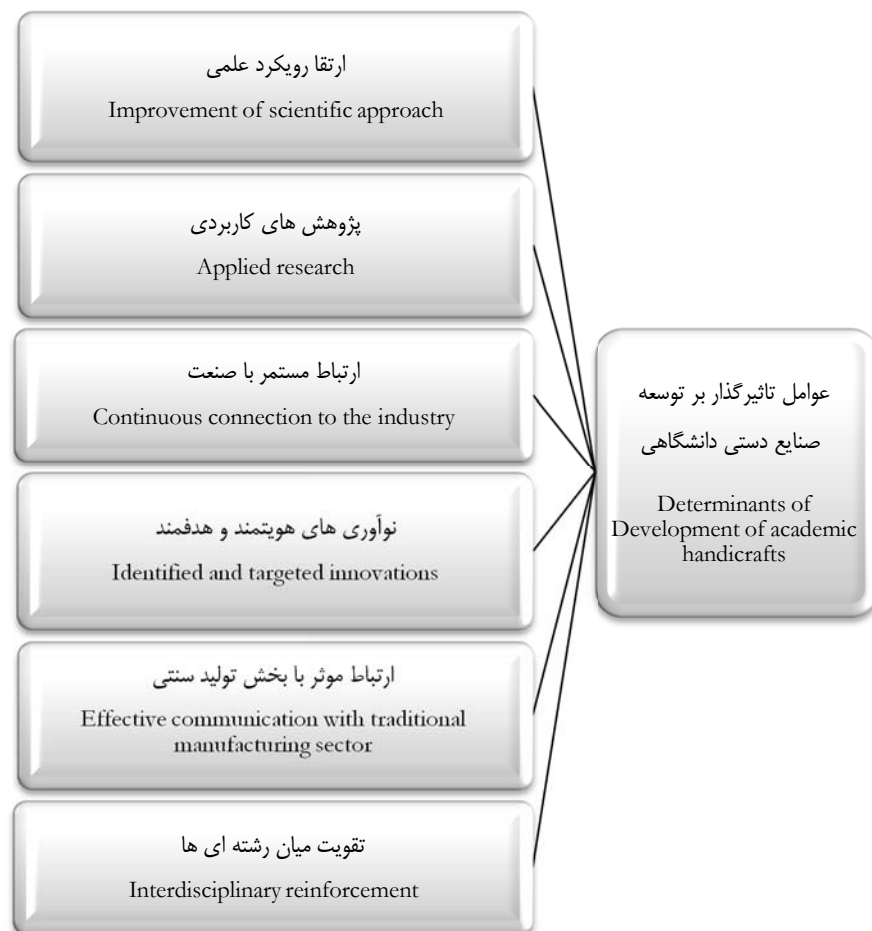 ارتقا رویکرد علمی
Improvement of scientific approach
پژوهش های کاربردی
Applied research
ارتباط مستمر با صنعت
Continuous connection to the industry
نوآوری های هویتمند و هدفمند
Identified and targeted innovations
ارتباط موثر با بخش تولید سنتی
Effective communication with traditional
manufacturing sector
تقویت میان رشته ای ها
Interdisciplinary reinforcement
عوامل تاثیرگذار بر توسعه
صنایع دستی دانشگاهی
Determinants of
Development of academic
handicrafts